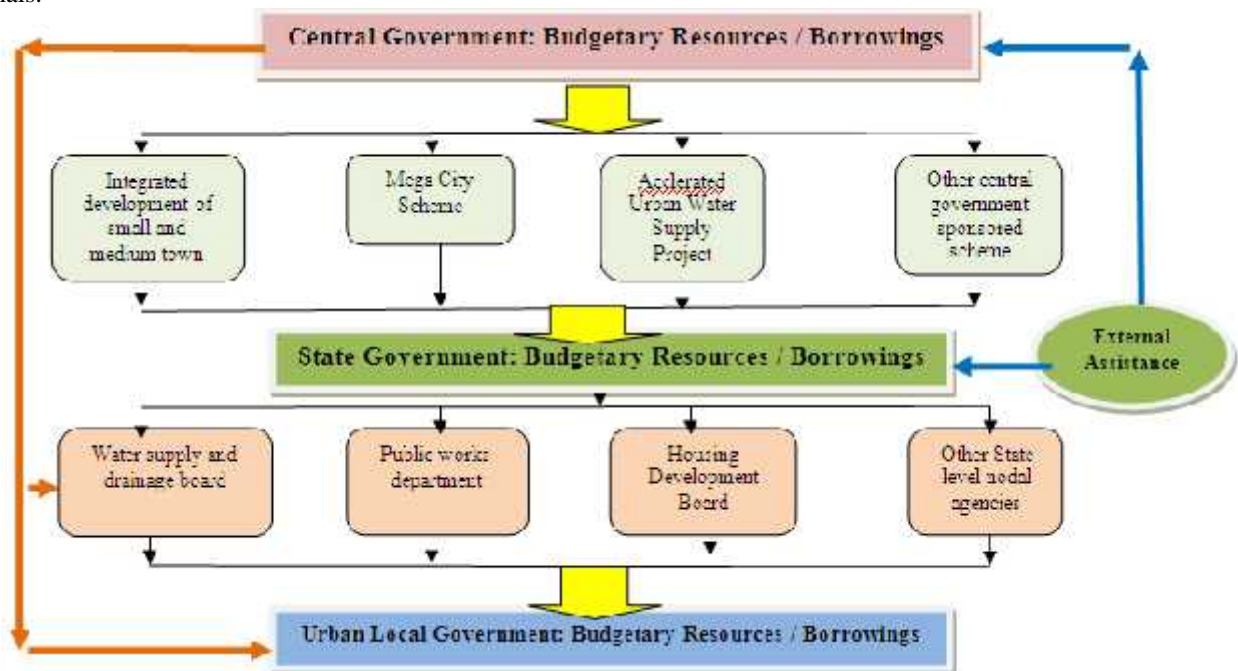 Central Government: Budgetary Resources / Borrowings
Integrated
development of
small and
medium town
Mega City
Scheme
Acclerated
Urban Water
Supply
Project
Other central
government
sponsored
scheme
State Government: Budgetary Resources / Borrowings
External
Assistance
Water supply and
drainage board
Public works
department
Housing
Development
Board
Other State
level nodal
agencies
Urban Local Government: Budgetary Resources / Borrowings